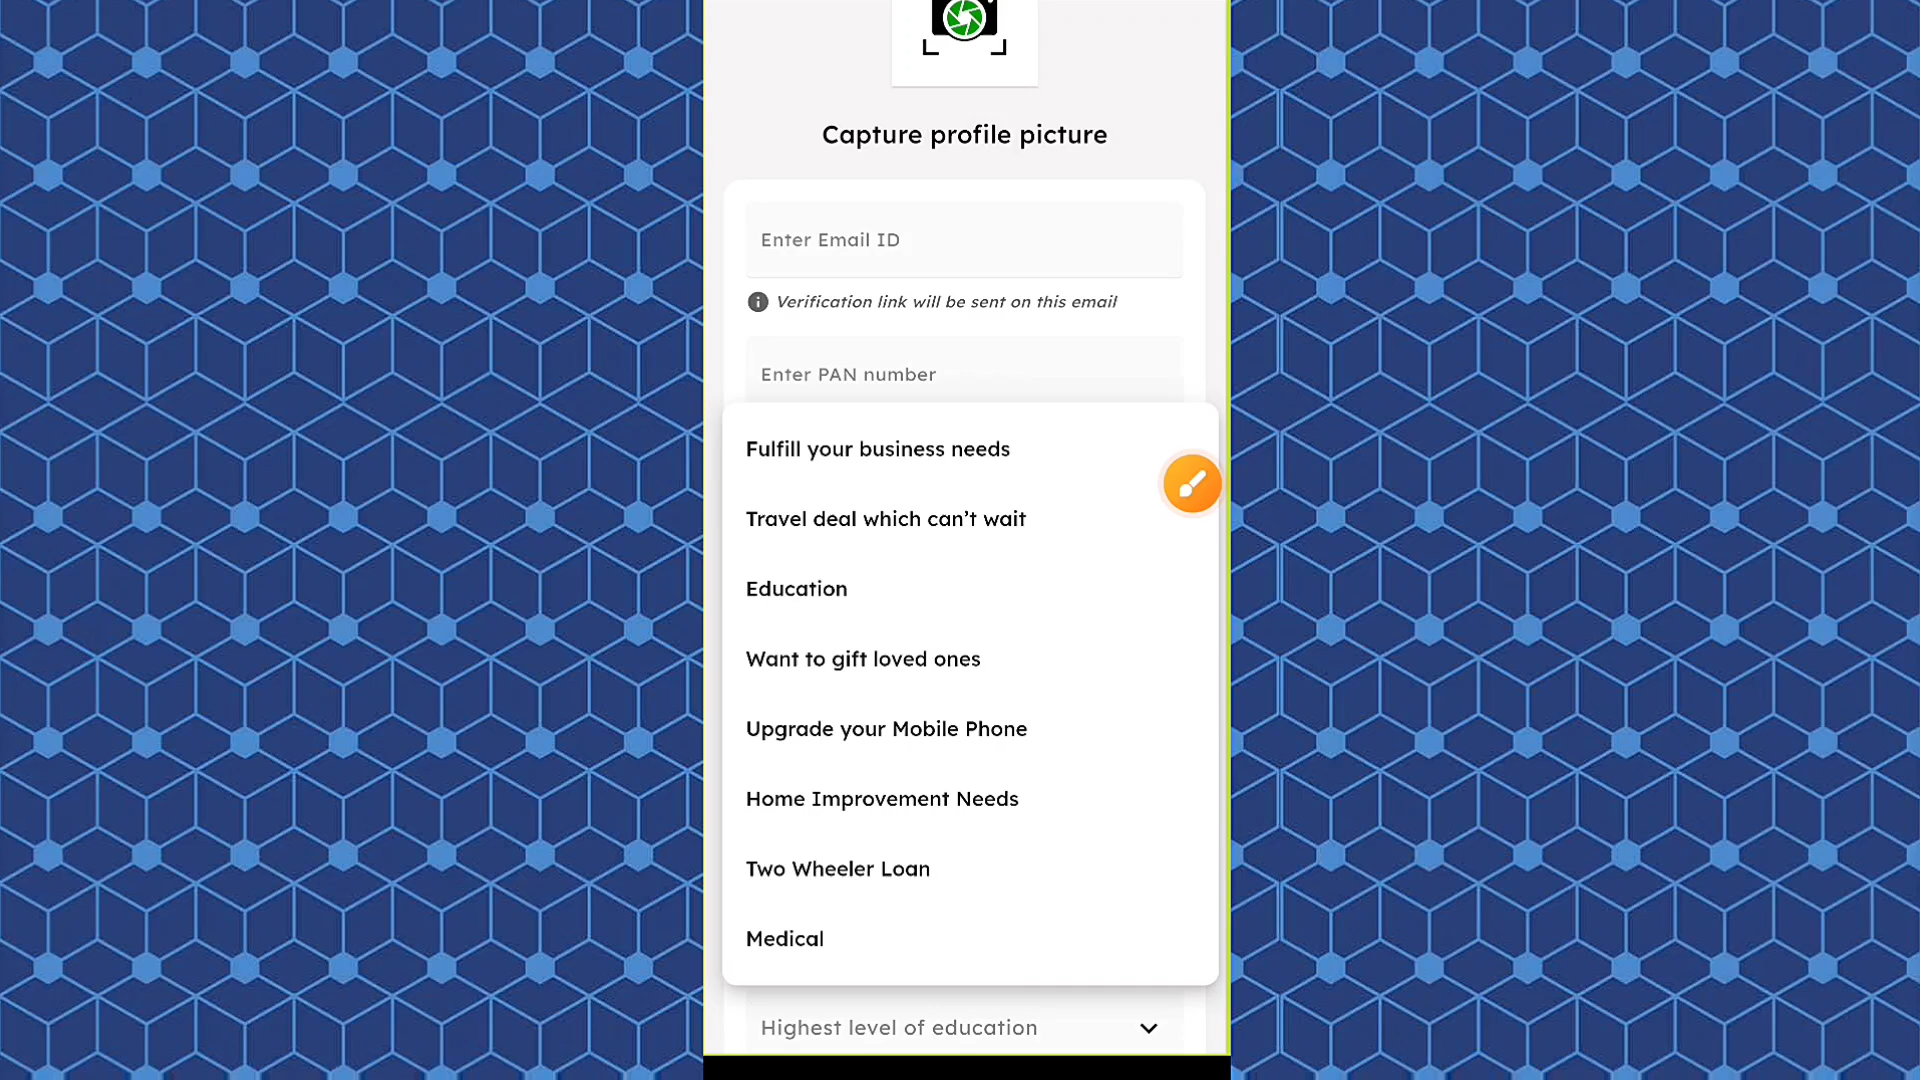 Capture profile picture
Enter Email ID
Verification link will be sent on this email
Enter PAN number
Fulfill your business needs
Travel deal which can’t wait
Education
Want to gift loved ones
Upgrade your Mobile Phone
Home Improvement Needs
Two Wheeler Loan
Medical
Highest level of education